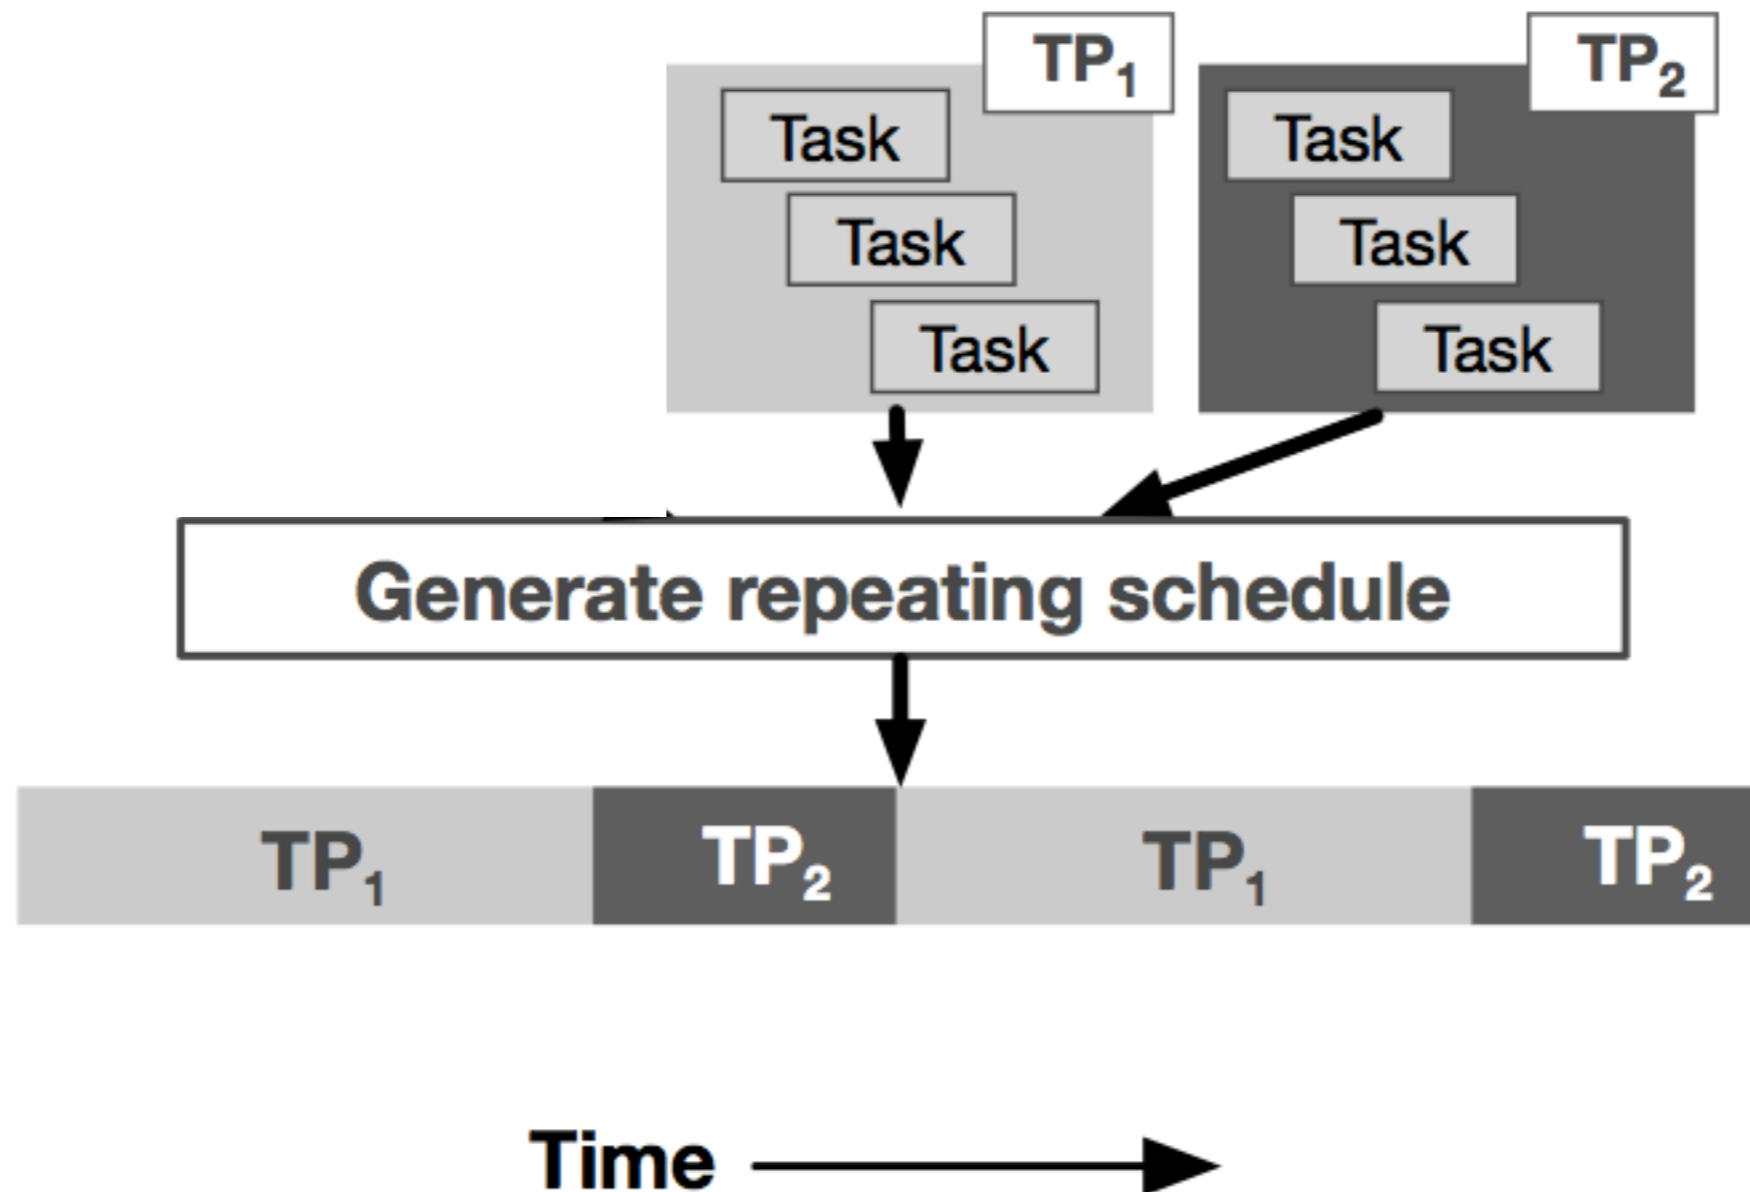 TP₁ TP₂
Task Task
Task Task
Task Task
Generate repeating schedule
TP₁ TP₂ TP₁ TP₂
Time